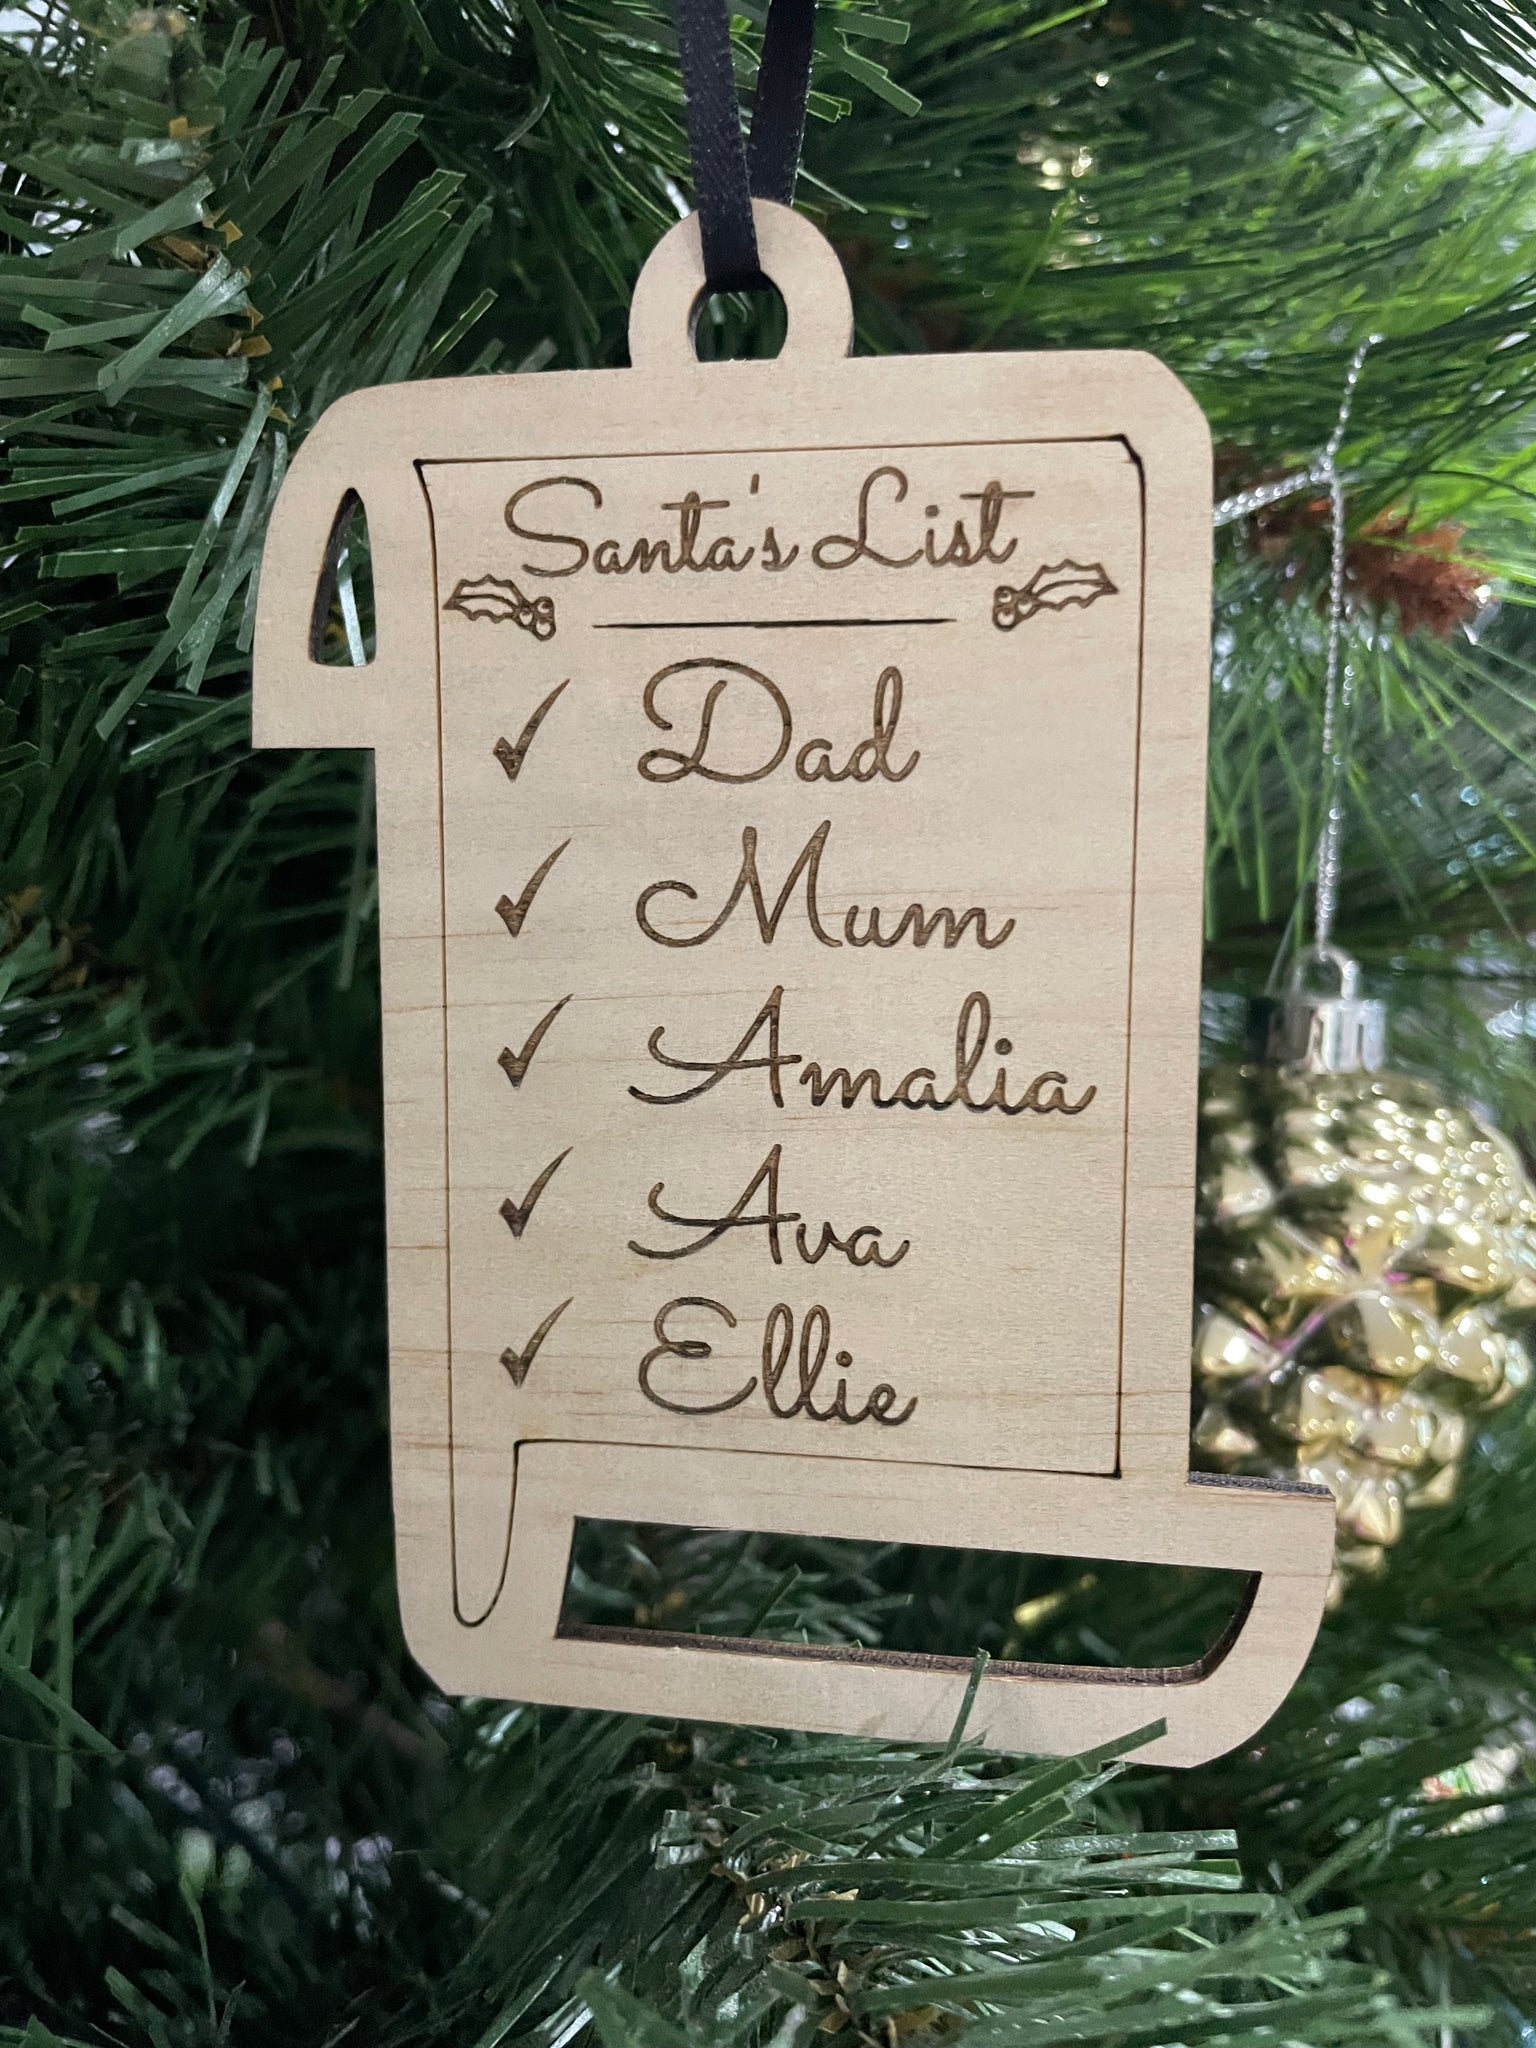 Santa's List
✓ Dad
✓ Mum
✓ Amalia
✓ Ava
✓ Ellie